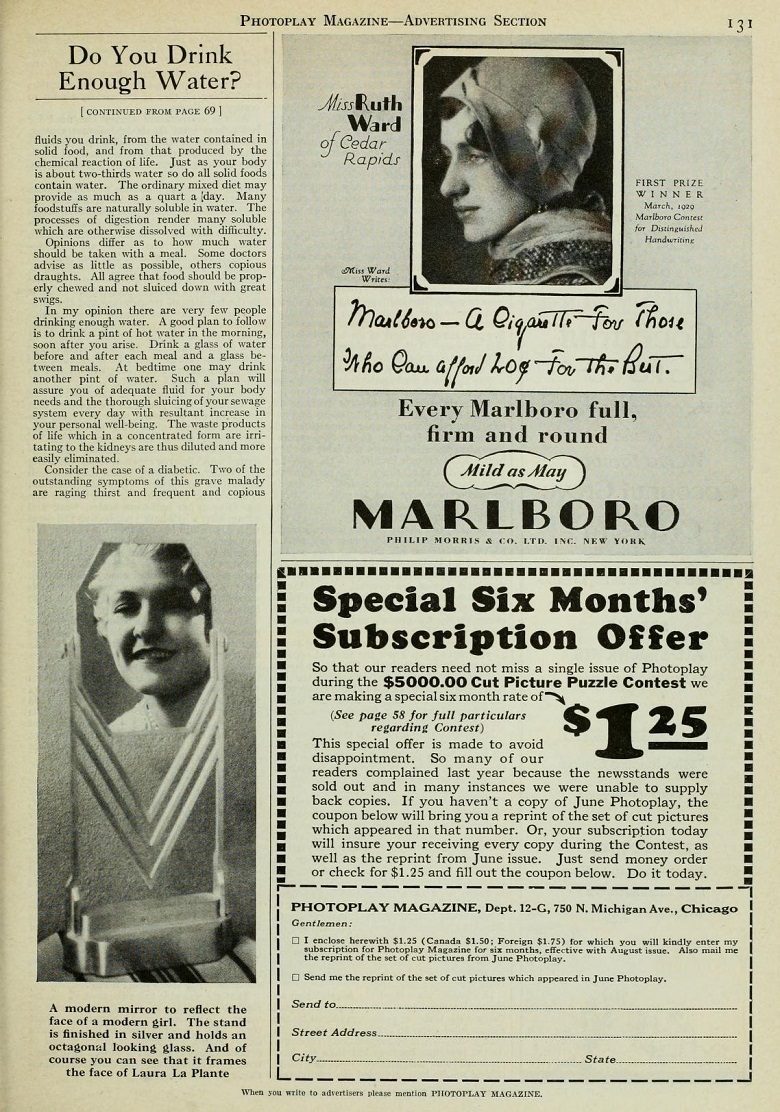 PHOTOPLAY MAGAZINE—ADVERTISING SECTION
131
Do You Drink
Enough Water?
[ CONTINUED FROM PAGE 69 ]
fluids you drink, from the water contained in
solid food, and from that produced by the
chemical reaction of life. Just as your body
is about two-thirds water so do all solid foods
contain water. The ordinary mixed diet may
provide as much as a quart a day. Many
foodstuffs are naturally soluble in water. The
processes of digestion render many soluble
which are otherwise dissolved with difficulty.
Opinions differ as to how much water
should be taken with a meal. Some doctors
advise as little as possible, others copious
draughts. All agree that food should be prop-
erly chewed and not sluiced down with great
swigs.
In my opinion there are very few people
drinking enough water. A good plan to follow
is to drink a pint of hot water in the morning,
soon after you arise. Drink a glass of water
before and after each meal and a glass be-
tween meals. At bedtime one may drink
another pint of water. Such a plan will
assure you of adequate fluid for your body
needs and the thorough sluicing of your sewage
system every day with resultant increase in
your personal well-being. The waste products
of life which in a concentrated form are irri-
tating to the kidneys are thus diluted and more
easily eliminated.
Consider the case of a diabetic. Two of the
outstanding symptoms of this grave malady
are raging thirst and frequent and copious
A modern mirror to reflect the
face of a modern girl. The stand
is finished in silver and holds an
octagonal looking glass. And of
course you can see that it frames
the face of Laura La Plante
Miss Ruth
Ward
of Cedar
Rapids
FIRST PRIZE
WINNER
March, 1929
Marlboro Contest
for Distinguished
Handwriting
Miss Ward
Writes:
Marlboro — A Cigarette For Those
Who Can afford 20¢ For The Best.
Every Marlboro full,
firm and round
Mild as May
MARLBORO
PHILIP MORRIS & CO. LTD. INC. NEW YORK
Special Six Months'
Subscription Offer
So that our readers need not miss a single issue of Photoplay
during the $5000.00 Cut Picture Puzzle Contest we
are making a special six month rate of
(See page 58 for full particulars
regarding Contest)
$1.25
This special offer is made to avoid
disappointment. So many of our
readers complained last year because the newsstands were
sold out and in many instances we were unable to supply
back copies. If you haven't a copy of June Photoplay, the
coupon below will bring you a reprint of the set of cut pictures
which appeared in that number. Or, your subscription today
will insure your receiving every copy during the Contest, as
well as the reprint from June issue. Just send money order
or check for $1.25 and fill out the coupon below. Do it today.
PHOTOPLAY MAGAZINE, Dept. 12-G, 750 N. Michigan Ave., Chicago
Gentlemen:
☐ I enclose herewith $1.25 (Canada $1.50; Foreign $1.75) for which you will kindly enter my
subscription for Photoplay Magazine for six months, effective with August issue. Also mail me
the reprint of the set of cut pictures from June Photoplay.
☐ Send me the reprint of the set of cut pictures which appeared in June Photoplay.
Send to
Street Address
City State
When you write to advertisers please mention PHOTOPLAY MAGAZINE.